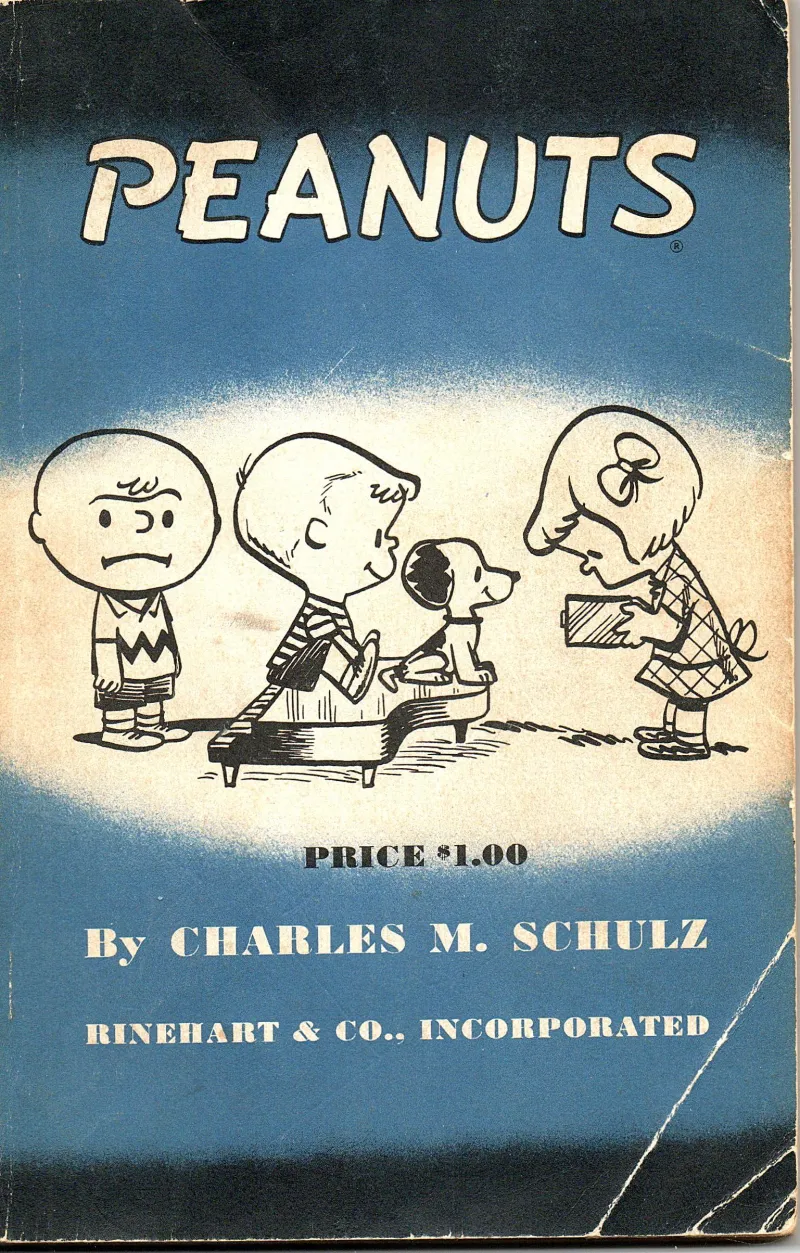 PEANUTS
®
PRICE $1.00
By CHARLES M. SCHULZ
RINEHART & CO., INCORPORATED